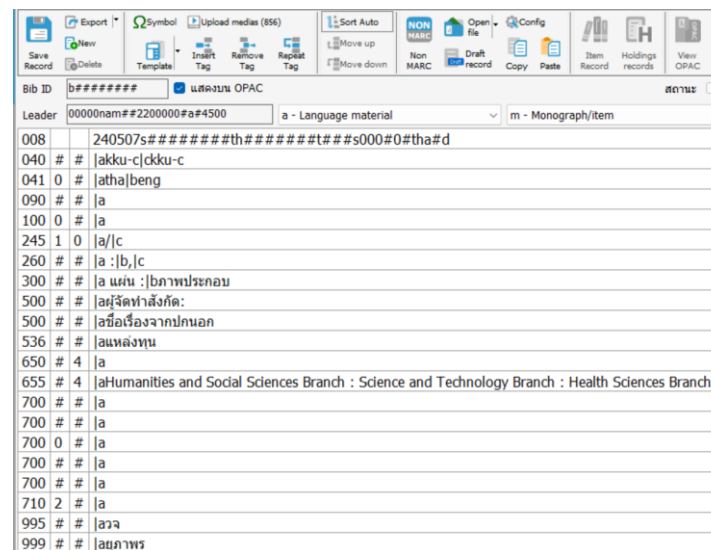 Export
Symbol
Upload medias (856)
Sort Auto
NON MARC
Open file
Config
New
Move up
Delete
Move down
Save Record
Template
Insert Tag
Remove Tag
Repeat Tag
Non MARC
Draft record
Copy
Paste
Item Record
Holdings records
View OPAC
Bib ID b######## แสดงบน OPAC สถานะ
Leader 00000nam##2200000#a#4500 a - Language material m - Monograph/item
008 240507s########th#######t###s000#0#tha#d
040 # # |akku-c|ckku-c
041 0 # |atha|beng
090 # # |a
100 0 # |a
245 1 0 |a/|c
260 # # |a :|b,|c
300 # # |a แผ่น :|bภาพประกอบ
500 # # |aผู้จัดทำสังกัด:
500 # # |aชื่อเรื่องจากปกนอก
536 # # |aแหล่งทุน
650 # 4 |a
655 # 4 |aHumanities and Social Sciences Branch : Science and Technology Branch : Health Sciences Branch
700 # # |a
700 # # |a
700 0 # |a
700 # # |a
700 # # |a
710 2 # |a
995 # # |aวจ
999 # # |aยุภาพร